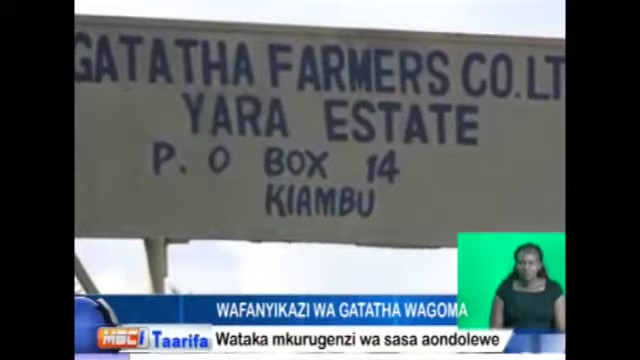 GATATHA FARMERS CO. LT
YARA ESTATE
P. O BOX 14
KIAMBU
WAFANYIKAZI WA GATATHA WAGOMA
Taarifa
Wataka mkurugenzi wa sasa aondolewe